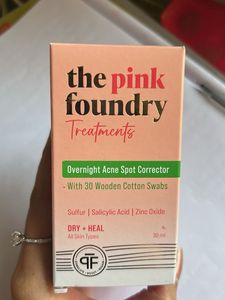 the pink
foundry
Treatments
Overnight Acne Spot Corrector
- With 30 Wooden Cotton Swabs
Sulfur | Salicylic Acid | Zinc Oxide
DRY + HEAL
All Skin Types
30 ml
PF